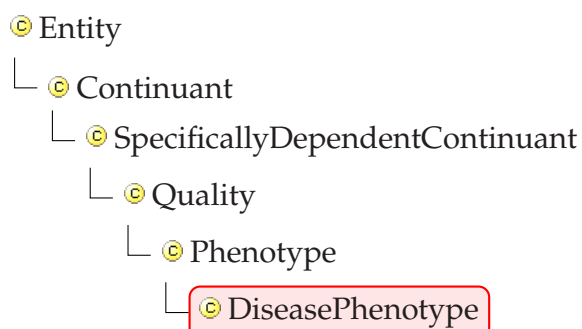 Entity
Continuant
SpecificallyDependentContinuant
Quality
Phenotype
DiseasePhenotype